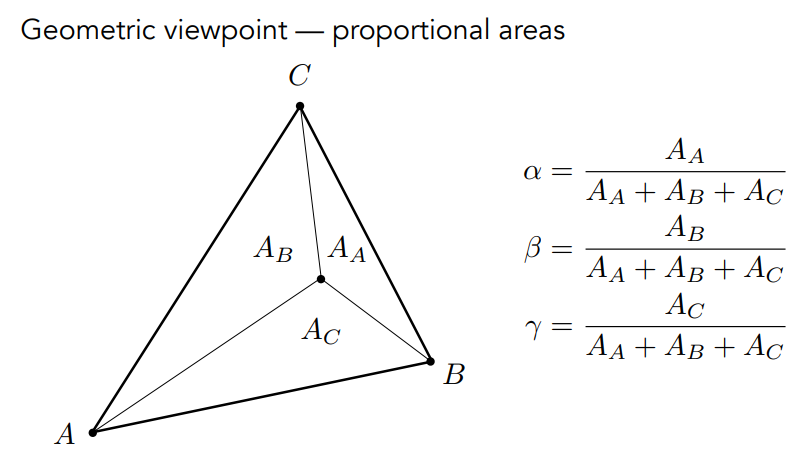 Geometric viewpoint — proportional areas
C
A_B A_A
A_C
B
A
α = A_A / (A_A + A_B + A_C)
β = A_B / (A_A + A_B + A_C)
γ = A_C / (A_A + A_B + A_C)